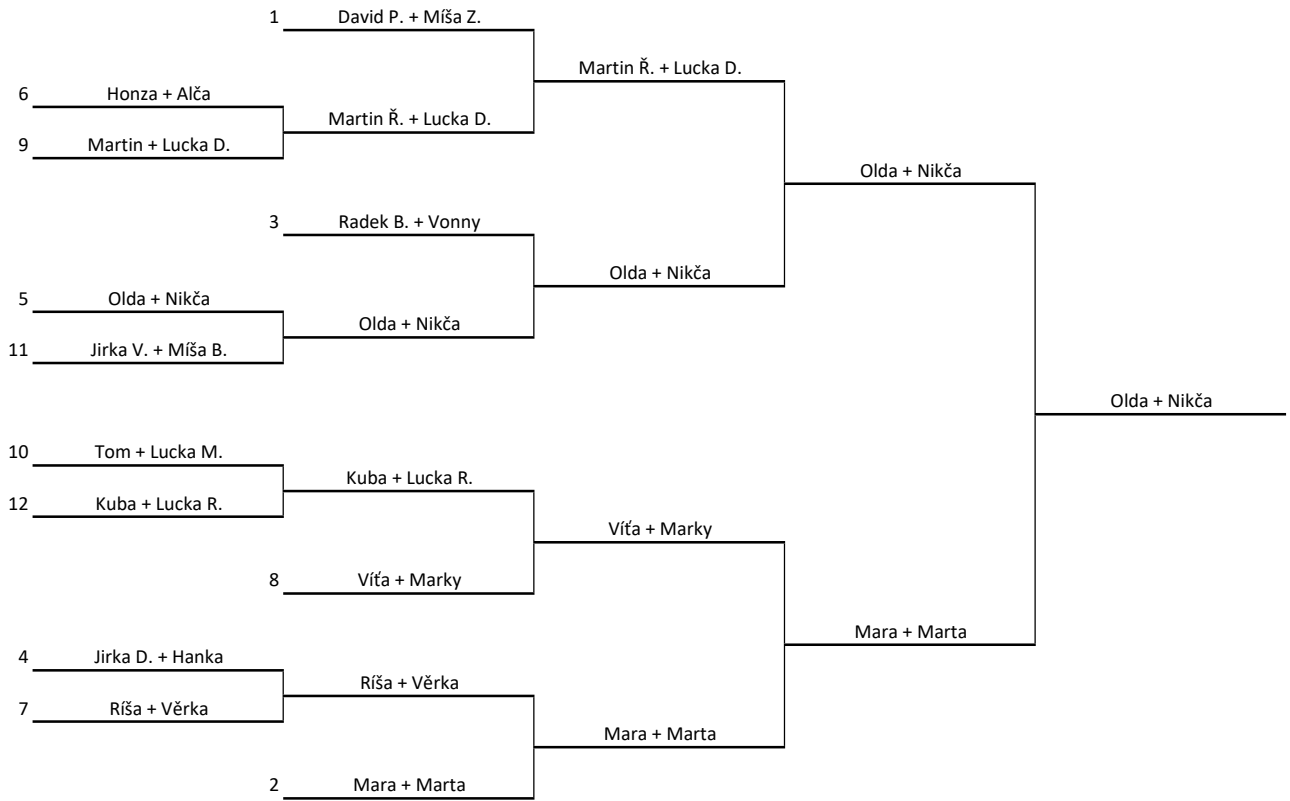 1 David P. + Míša Z.
Martin Ř. + Lucka D.
6 Honza + Alča
Martin Ř. + Lucka D.
9 Martin + Lucka D.
Olda + Nikča
3 Radek B. + Vonny
Olda + Nikča
5 Olda + Nikča
Olda + Nikča
11 Jirka V. + Míša B.
Olda + Nikča
10 Tom + Lucka M.
Kuba + Lucka R.
12 Kuba + Lucka R.
Víťa + Marky
8 Víťa + Marky
Mara + Marta
4 Jirka D. + Hanka
Ríša + Věrka
7 Ríša + Věrka
Mara + Marta
2 Mara + Marta